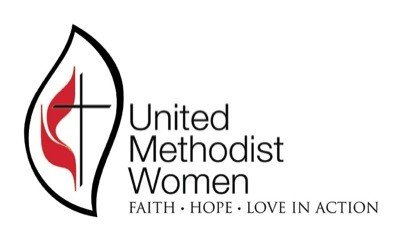 United
Methodist
Women
FAITH • HOPE • LOVE IN ACTION